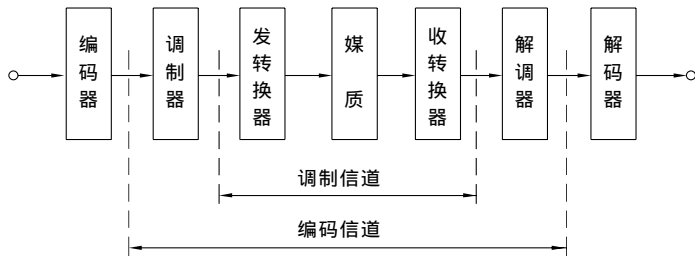 编码器
调制器
发转换器
媒质
收转换器
解调器
解码器
调制信道
编码信道